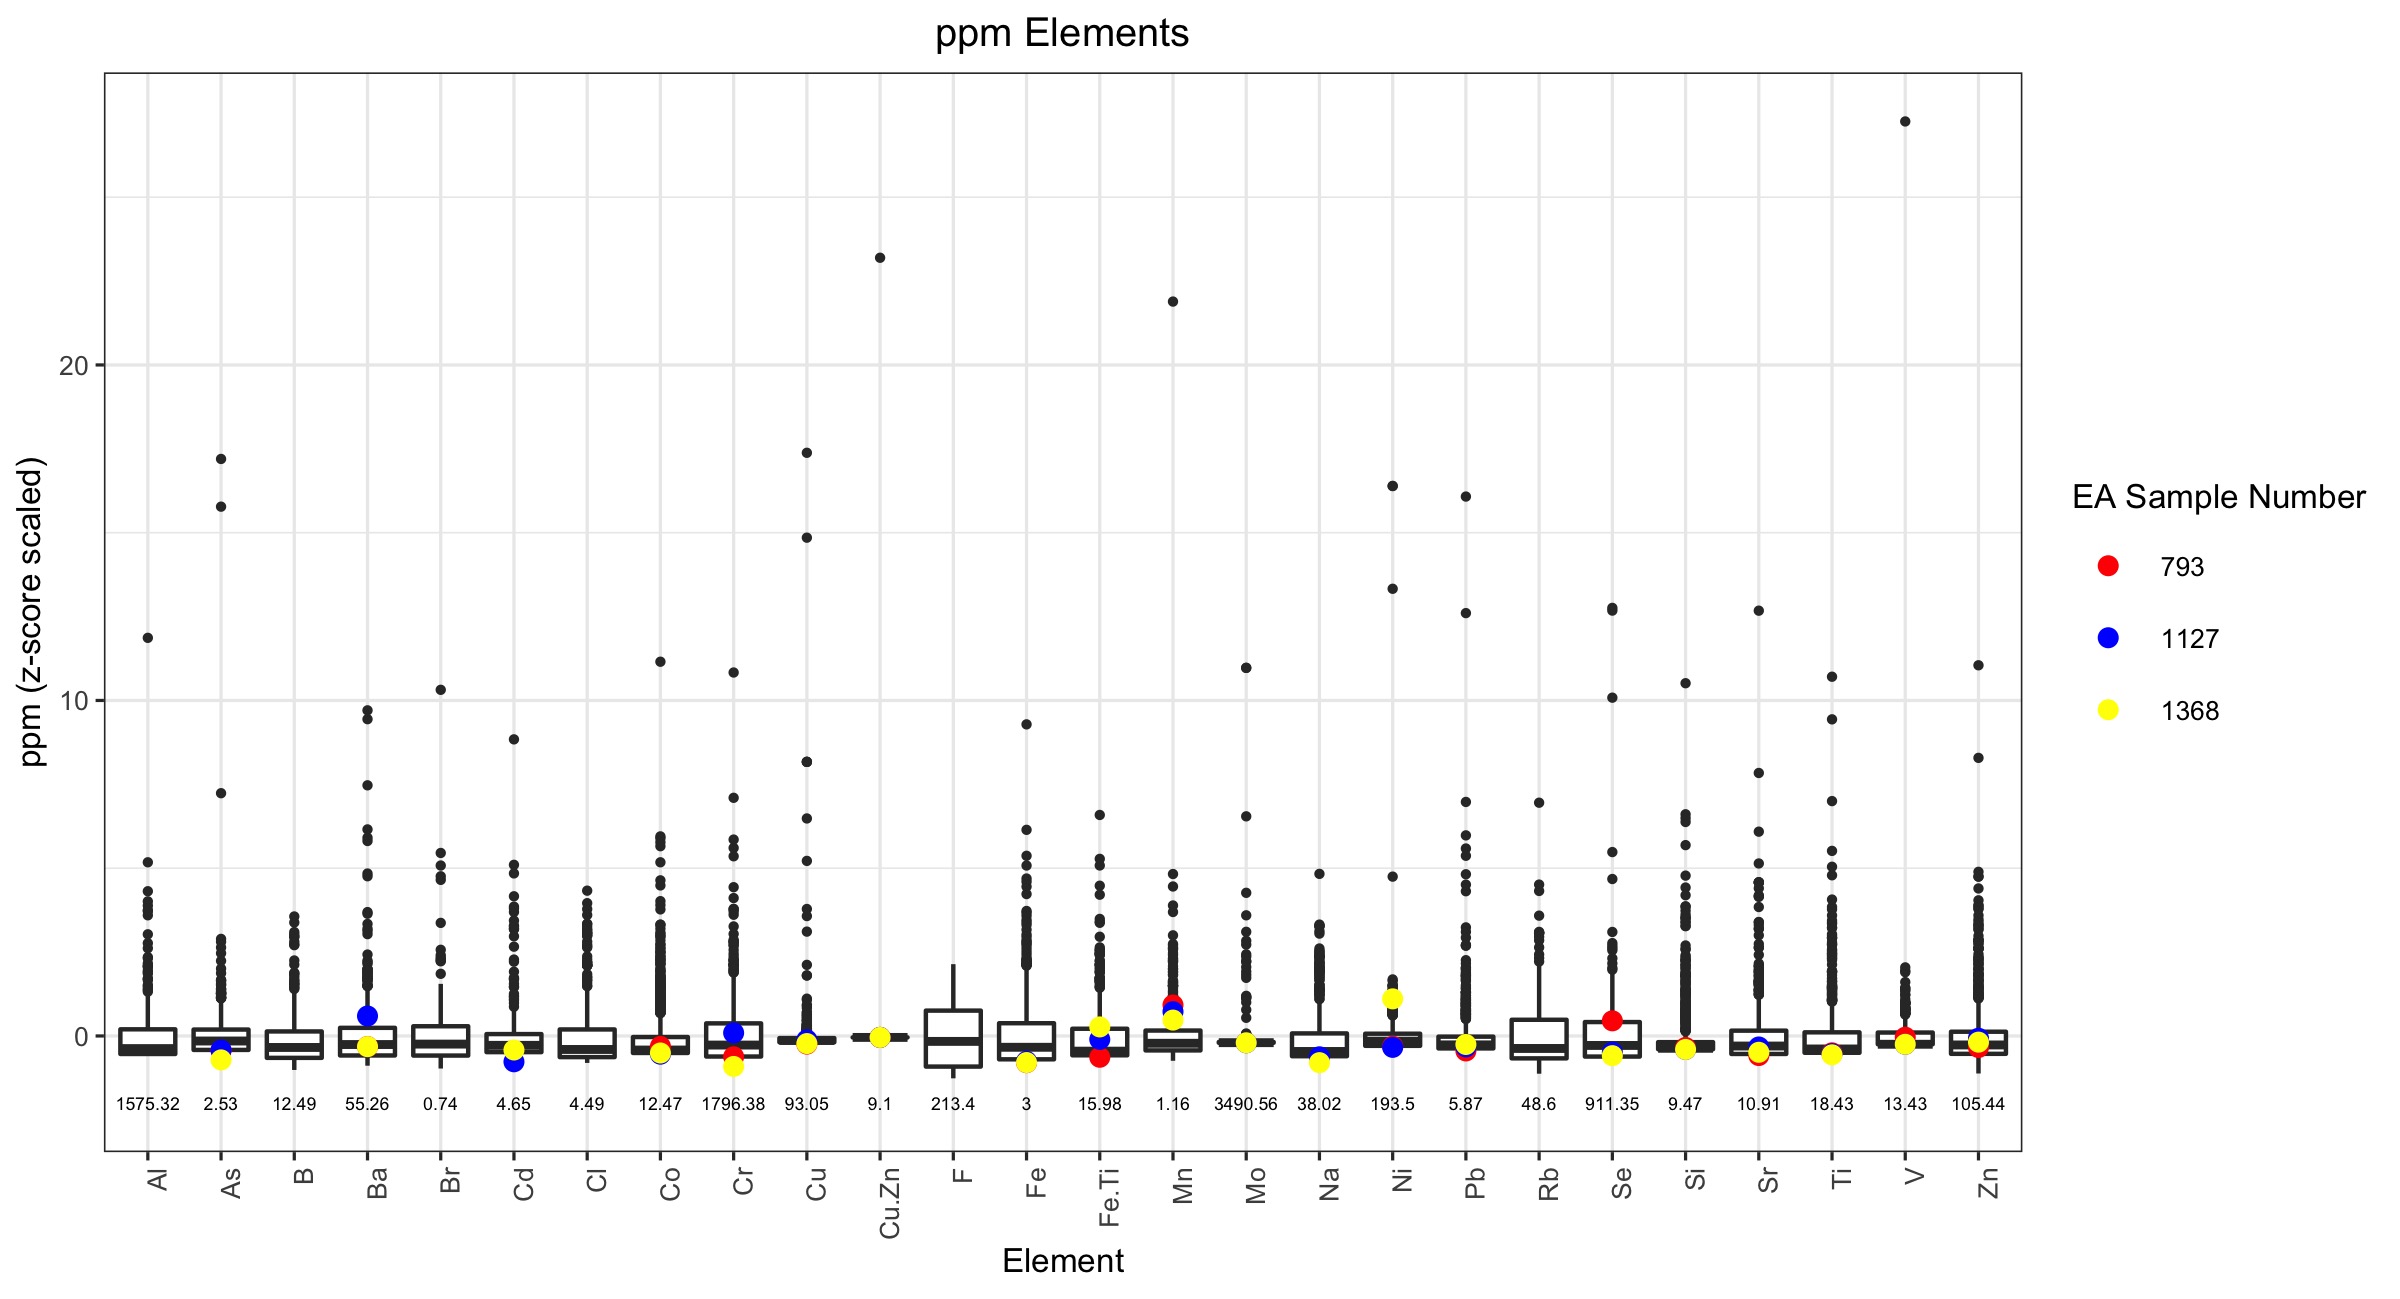 ppm Elements
ppm (z-score scaled)
20
10
0
1575.32 2.53 12.49 55.26 0.74 4.65 4.49 12.47 1796.38 93.05 9.1 213.4 3 15.98 1.16 3490.56 38.02 193.5 5.87 48.6 911.35 9.47 10.91 18.43 13.43 105.44
Al As B Ba Br Cd Cl Co Cr Cu Cu.Zn F Fe Fe.Ti Mn Mo Na Ni Pb Rb Se Si Sr Ti V Zn
Element
EA Sample Number
793
1127
1368